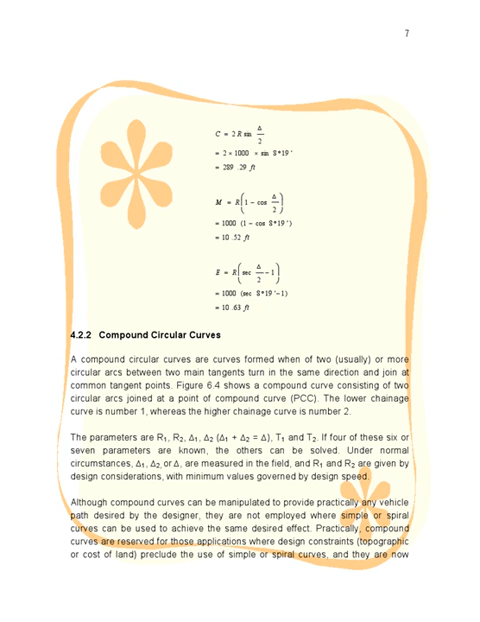 7
C = 2 R sin Δ/2
= 2 × 1000 × sin 8°19'
= 289 .29 ft
M = R(1 − cos Δ/2)
= 1000 (1 − cos 8°19')
= 10 .52 ft
E = R(sec Δ/2 − 1)
= 1000 (sec 8°19'−1)
= 10 .63 ft
4.2.2 Compound Circular Curves
A compound circular curves are curves formed when of two (usually) or more
circular arcs between two main tangents turn in the same direction and join at
common tangent points. Figure 6.4 shows a compound curve consisting of two
circular arcs joined at a point of compound curve (PCC). The lower chainage
curve is number 1, whereas the higher chainage curve is number 2.
The parameters are R₁, R₂, Δ₁, Δ₂ (Δ₁ + Δ₂ = Δ), T₁ and T₂. If four of these six or
seven parameters are known, the others can be solved. Under normal
circumstances, Δ₁, Δ₂, or Δ, are measured in the field, and R₁ and R₂ are given by
design considerations, with minimum values governed by design speed.
Although compound curves can be manipulated to provide practically any vehicle
path desired by the designer, they are not employed where simple or spiral
curves can be used to achieve the same desired effect. Practically, compound
curves are reserved for those applications where design constraints (topographic
or cost of land) preclude the use of simple or spiral curves, and they are now